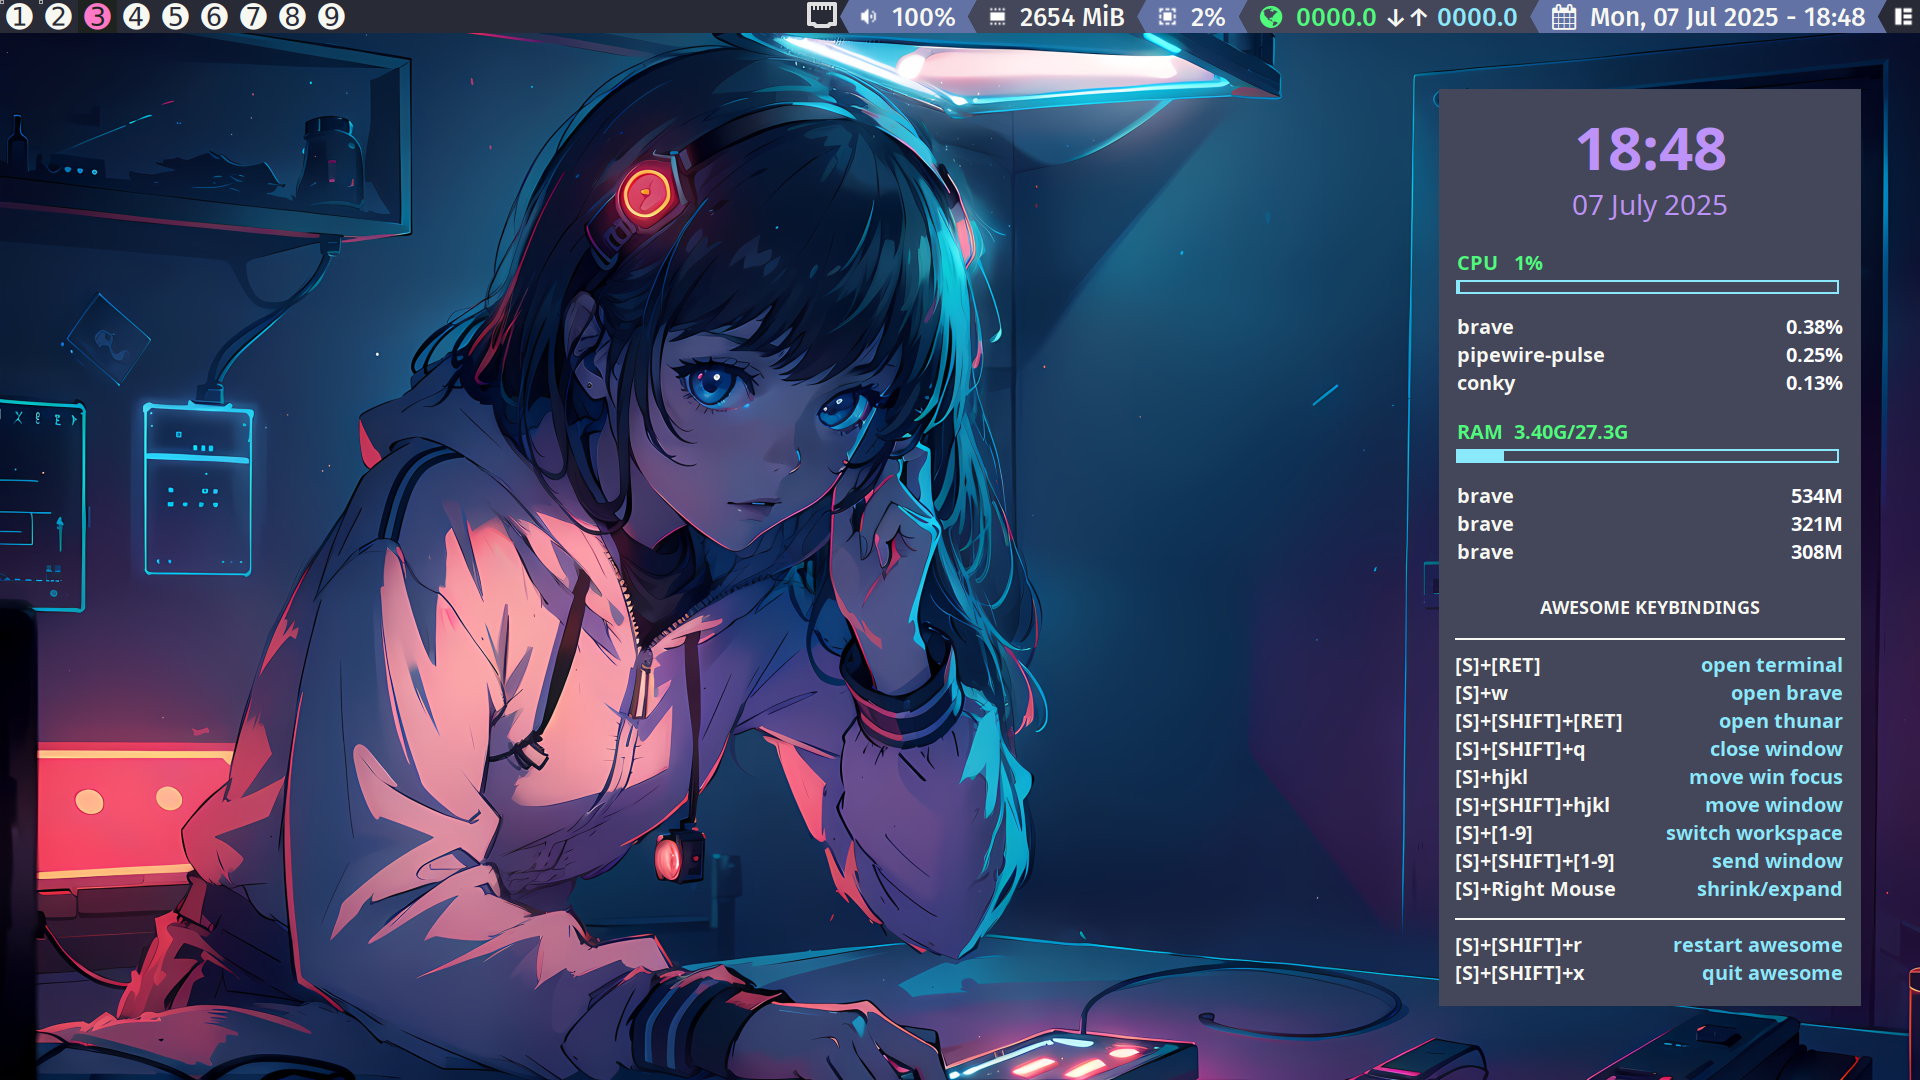 1 2 3 4 5 6 7 8 9
100% 2654 MiB 2% 0000.0 ↓↑ 0000.0 Mon, 07 Jul 2025 - 18:48
18:48
07 July 2025
CPU 1%
brave 0.38%
pipewire-pulse 0.25%
conky 0.13%
RAM 3.40G/27.3G
brave 534M
brave 321M
brave 308M
AWESOME KEYBINDINGS
[S]+[RET] open terminal
[S]+w open brave
[S]+[SHIFT]+[RET] open thunar
[S]+[SHIFT]+q close window
[S]+hjkl move win focus
[S]+[SHIFT]+hjkl move window
[S]+[1-9] switch workspace
[S]+[SHIFT]+[1-9] send window
[S]+Right Mouse shrink/expand
[S]+[SHIFT]+r restart awesome
[S]+[SHIFT]+x quit awesome